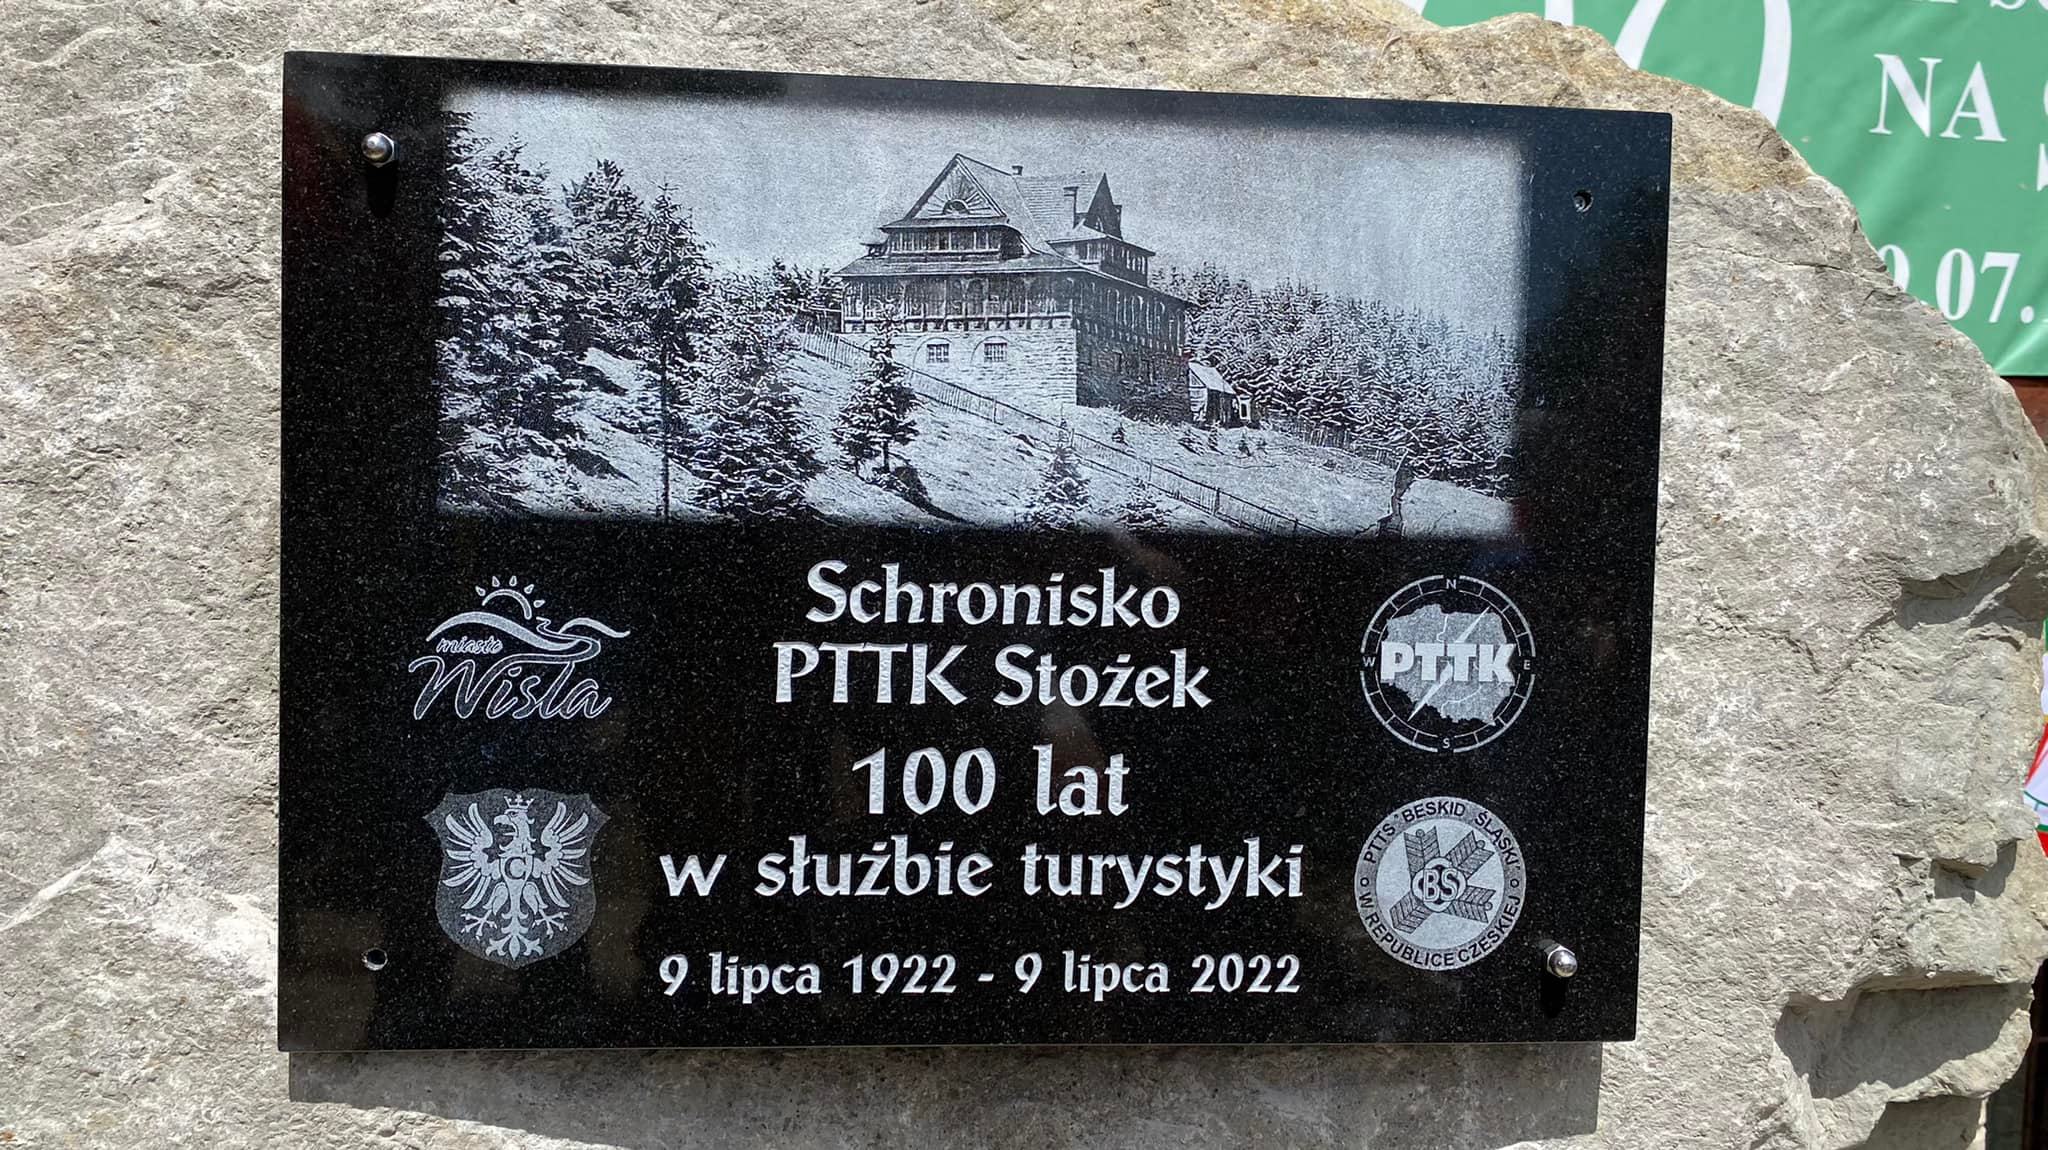 NA
07.
Schronisko
PTTK Stożek
100 lat
w służbie turystyki
9 lipca 1922 - 9 lipca 2022
miasto
Wisła
C
N
W
E
S
PTTK
PTTS "BESKID ŚLĄSKI"
W REPUBLICE CZESKIEJ
BS